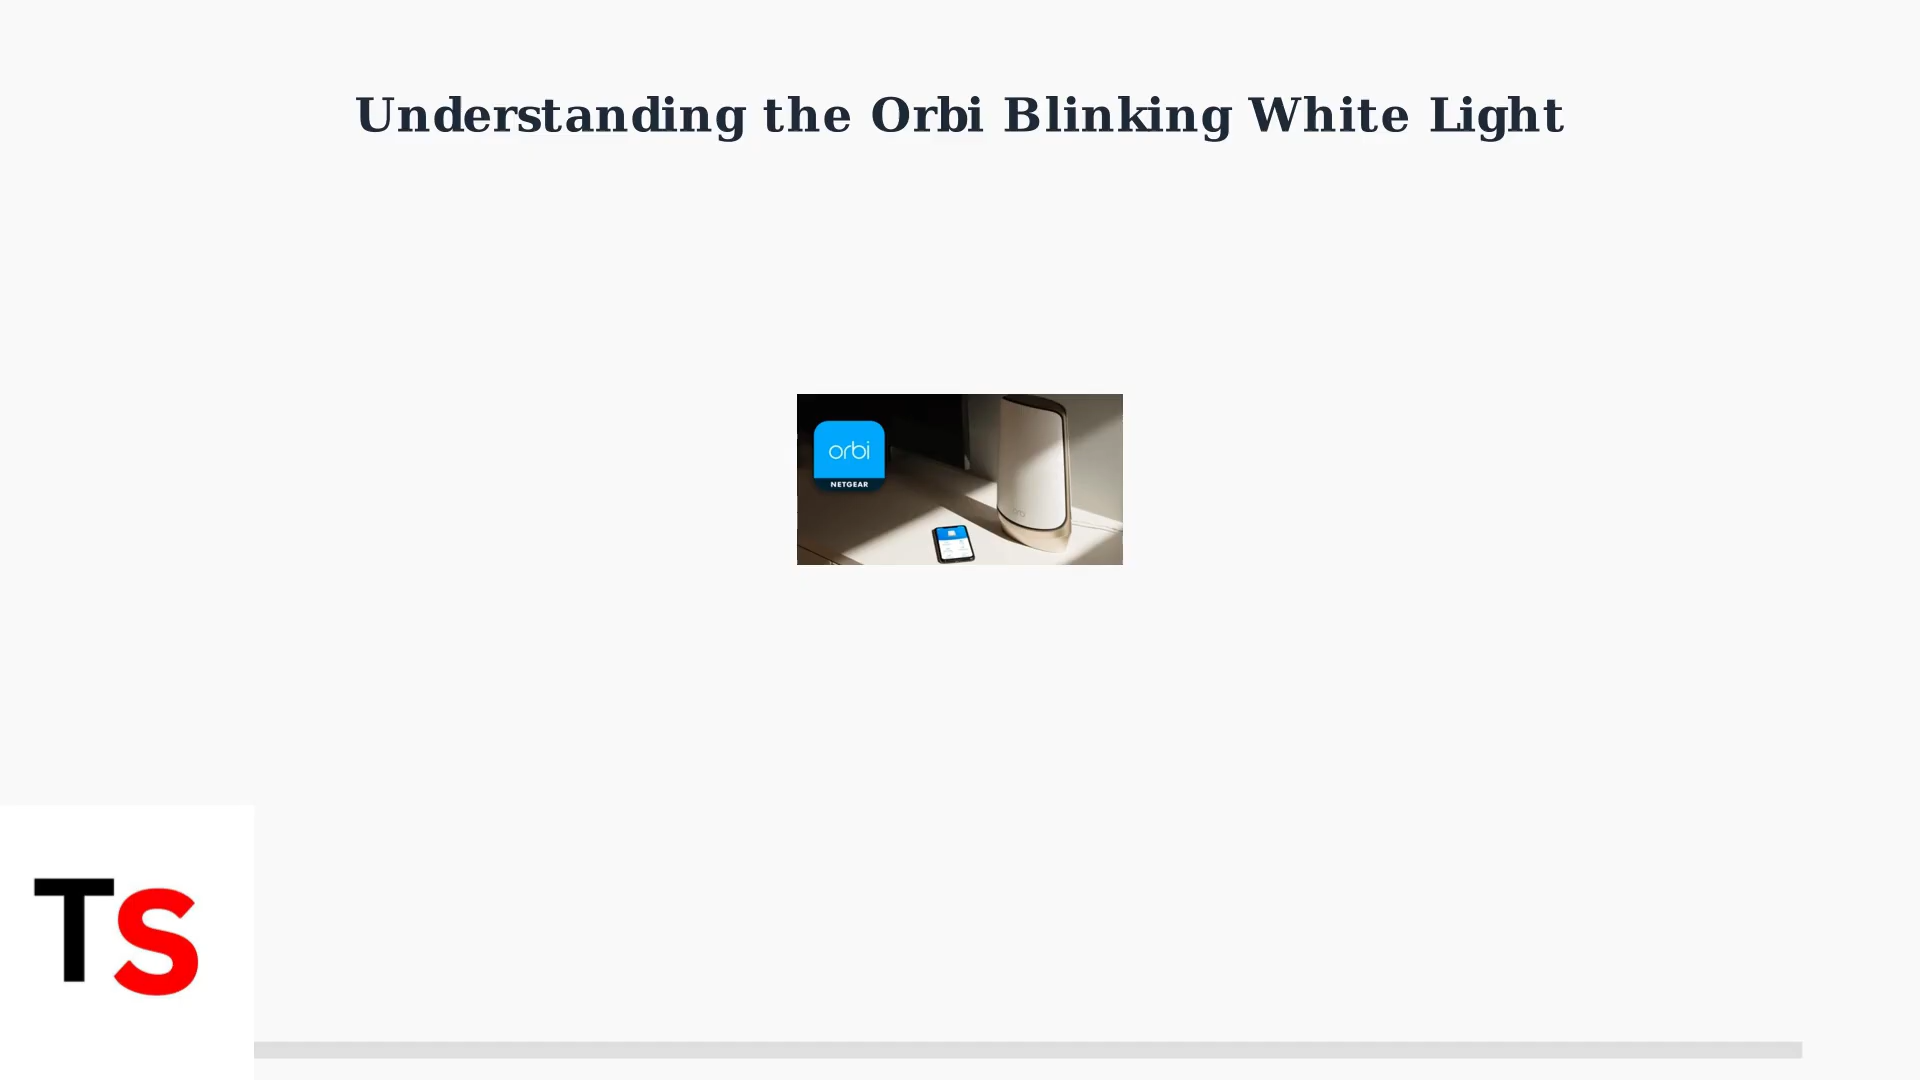 Understanding the Orbi Blinking White Light
orbi
NETGEAR
TS